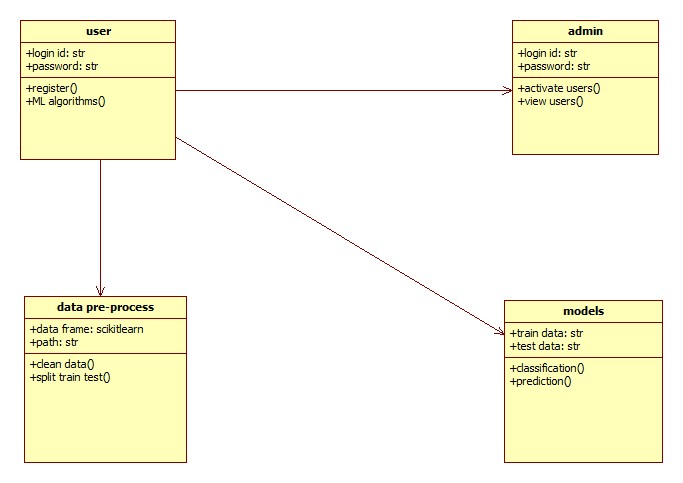 user
+login id: str
+password: str
+register()
+ML algorithms()
admin
+login id: str
+password: str
+activate users()
+view users()
data pre-process
+data frame: scikitlearn
+path: str
+clean data()
+split train test()
models
+train data: str
+test data: str
+classification()
+prediction()